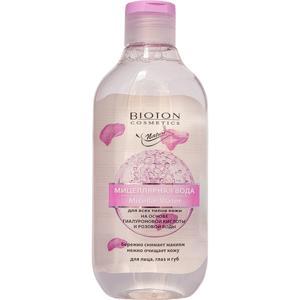 BIOTON
COSMETICS
Nature
МИЦЕЛЛЯРНАЯ ВОДА
Micellar Water
для всех типов кожи
НА ОСНОВЕ
ГИАЛУРОНОВОЙ КИСЛОТЫ
И РОЗОВОЙ ВОДЫ
Бережно снимает макияж
нежно очищает кожу
для лица, глаз и губ